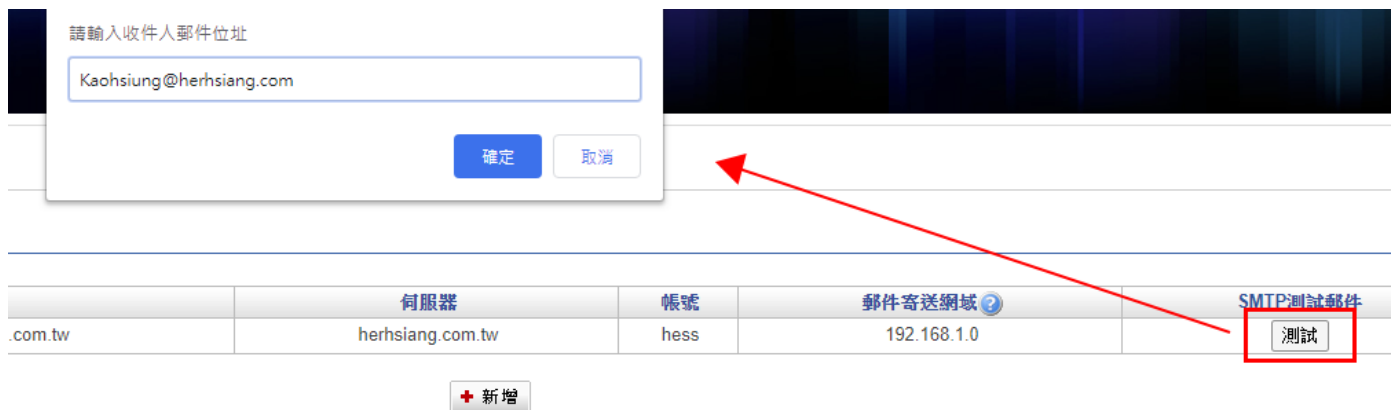 請輸入收件人郵件位址
Kaohsiung@herhsiang.com
確定 取消
伺服器 帳號 郵件寄送網域 SMTP測試郵件
.com.tw herhsiang.com.tw hess 192.168.1.0 測試
新增